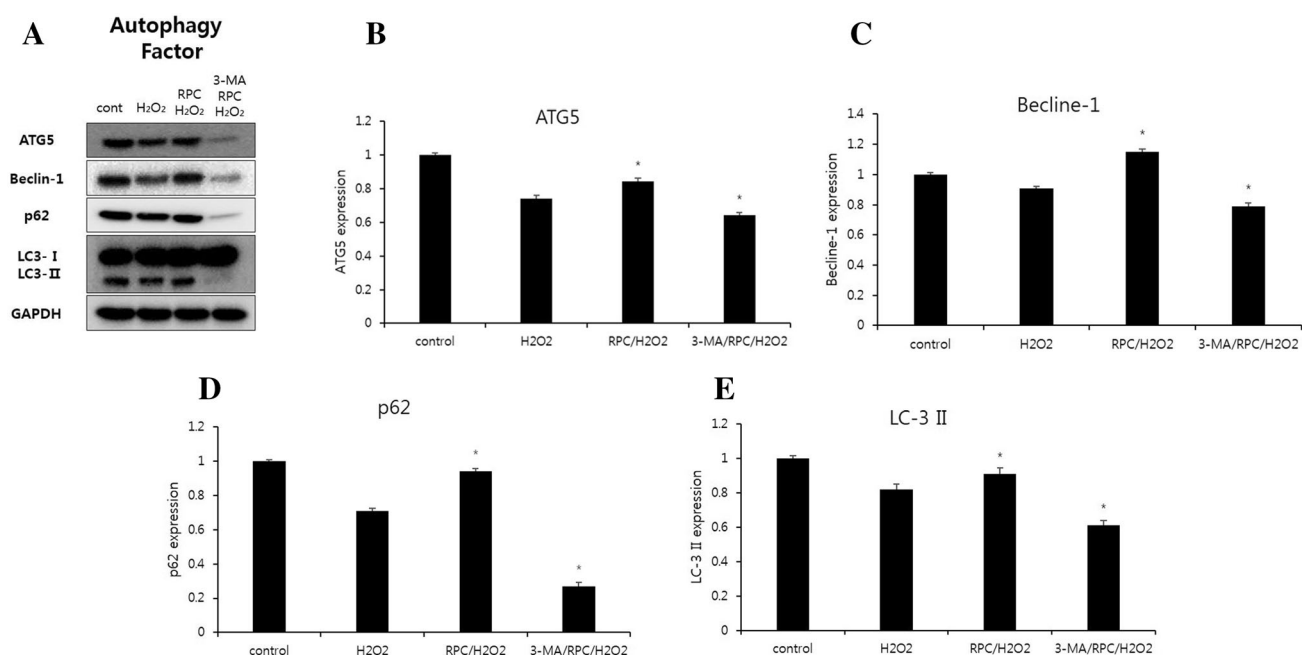 A
Autophagy
Factor
cont H₂O₂ RPC H₂O₂ 3-MA RPC H₂O₂
ATG5
Beclin-1
p62
LC3- I
LC3-Ⅱ
GAPDH
B
ATG5
ATG5 expression
1.2
1
0.8
0.6
0.4
0.2
0
*
*
control H2O2 RPC/H2O2 3-MA/RPC/H2O2
C
Becline-1
Becline-1 expression
1.4
1.2
1
0.8
0.6
0.4
0.2
0
*
*
control H2O2 RPC/H2O2 3-MA/RPC/H2O2
D
p62
p62 expression
1.2
1
0.8
0.6
0.4
0.2
0
*
*
control H2O2 RPC/H2O2 3-MA/RPC/H2O2
E
LC-3 Ⅱ
LC-3 Ⅱ expression
1.2
1
0.8
0.6
0.4
0.2
0
*
*
control H2O2 RPC/H2O2 3-MA/RPC/H2O2